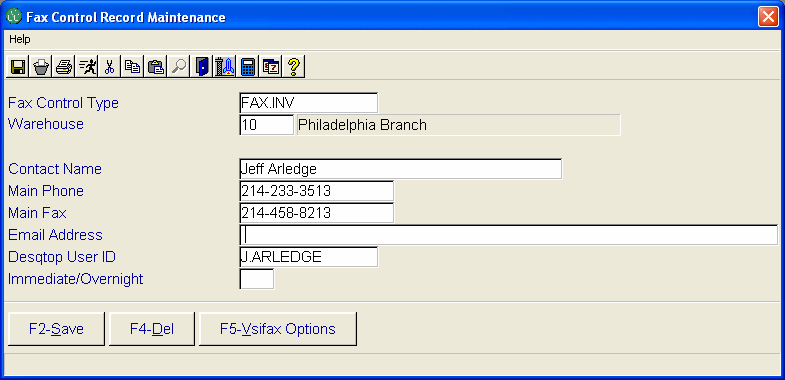 Fax Control Record Maintenance
Help
Fax Control Type FAX.INV
Warehouse 10 Philadelphia Branch
Contact Name Jeff Arledge
Main Phone 214-233-3513
Main Fax 214-458-8213
Email Address
Desqtop User ID J.ARLEDGE
Immediate/Overnight
F2-Save F4-Del F5-Vsifax Options